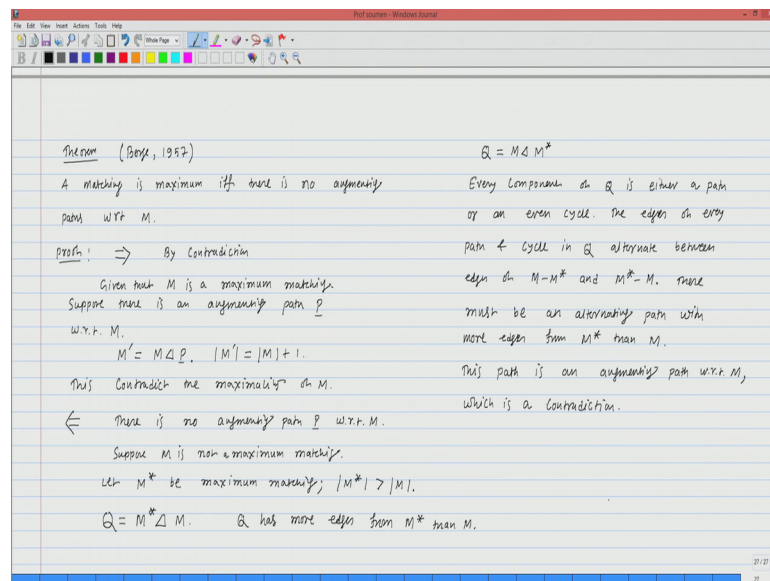 Prof soumen - Windows Journal
File Edit View Insert Actions Tools Help
Whole Page
B I
Theorem (Berge, 1957)
A matching is maximum iff there is no augmenting
paths wrt M.
proof: ⇒ By Contradiction
Given that M is a maximum matching.
Suppose there is an augmenting path P
w.r.t. M.
M' = M Δ P. |M'| = |M| + 1.
This Contradict the maximality of M.
⇐ There is no augmenting path P w.r.t. M.
Suppose M is not a maximum matching.
Let M* be maximum matching; |M*| > |M|.
Q = M* Δ M. Q has more edges from M* than M.
Q = M Δ M*
Every Component of Q is either a path
or an even cycle. The edges of every
path & cycle in Q alternate between
edges of M-M* and M*-M. There
must be an alternating path with
more edges from M* than M.
This path is an augmenting path w.r.t. M,
which is a Contradiction.
27 / 27
27